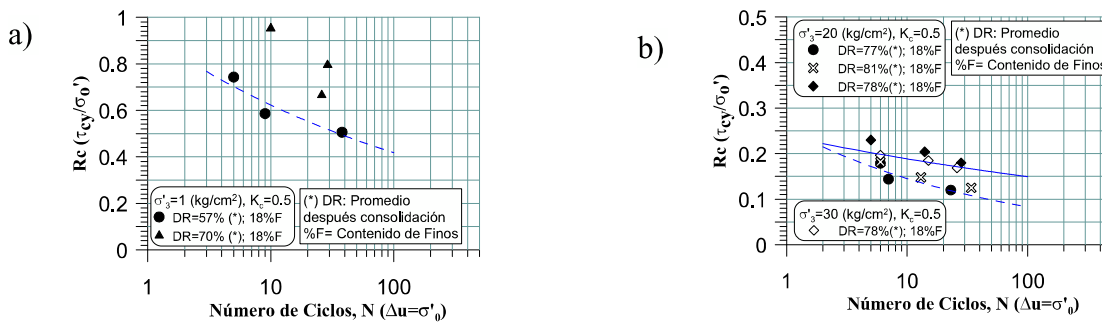 a)
1
0.8
0.6
0.4
0.2
0
Rc (τcy/σo')
σ'3=1 (kg/cm²), Kc=0.5
DR=57% (*); 18%F
DR=70% (*); 18%F
(*) DR: Promedio
después consolidación
%F= Contenido de Finos
1
10
100
Número de Ciclos, N (Δu=σ'0)
b)
0.5
0.4
0.3
0.2
0.1
0
Rc (τcy/σo')
σ'3=20 (kg/cm²), Kc=0.5
DR=77%(*); 18%F
DR=81%(*); 18%F
DR=78%(*); 18%F
(*) DR: Promedio
después consolidación
%F= Contenido de Finos
σ'3=30 (kg/cm²), Kc=0.5
DR=78%(*); 18%F
1
10
100
Número de Ciclos, N (Δu=σ'0)